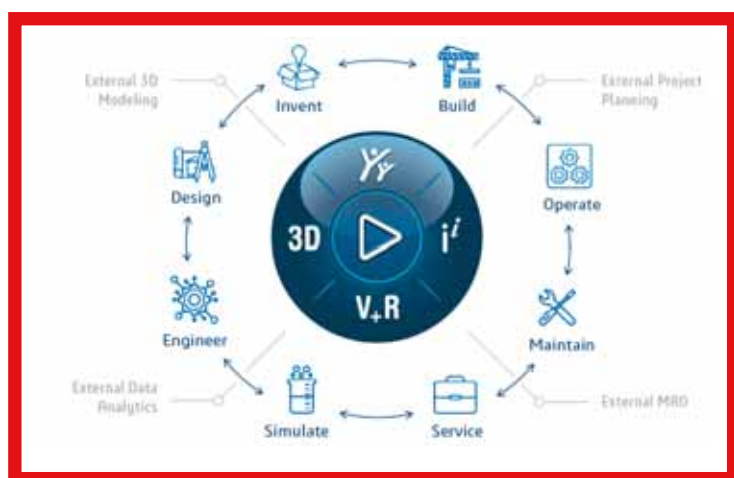 External 3D
Modeling
Invent
Build
External Project
Planning
Design
Operate
3D
iⁱ
V+R
Engineer
Maintain
External Data
Analytics
Simulate
Service
External MRO